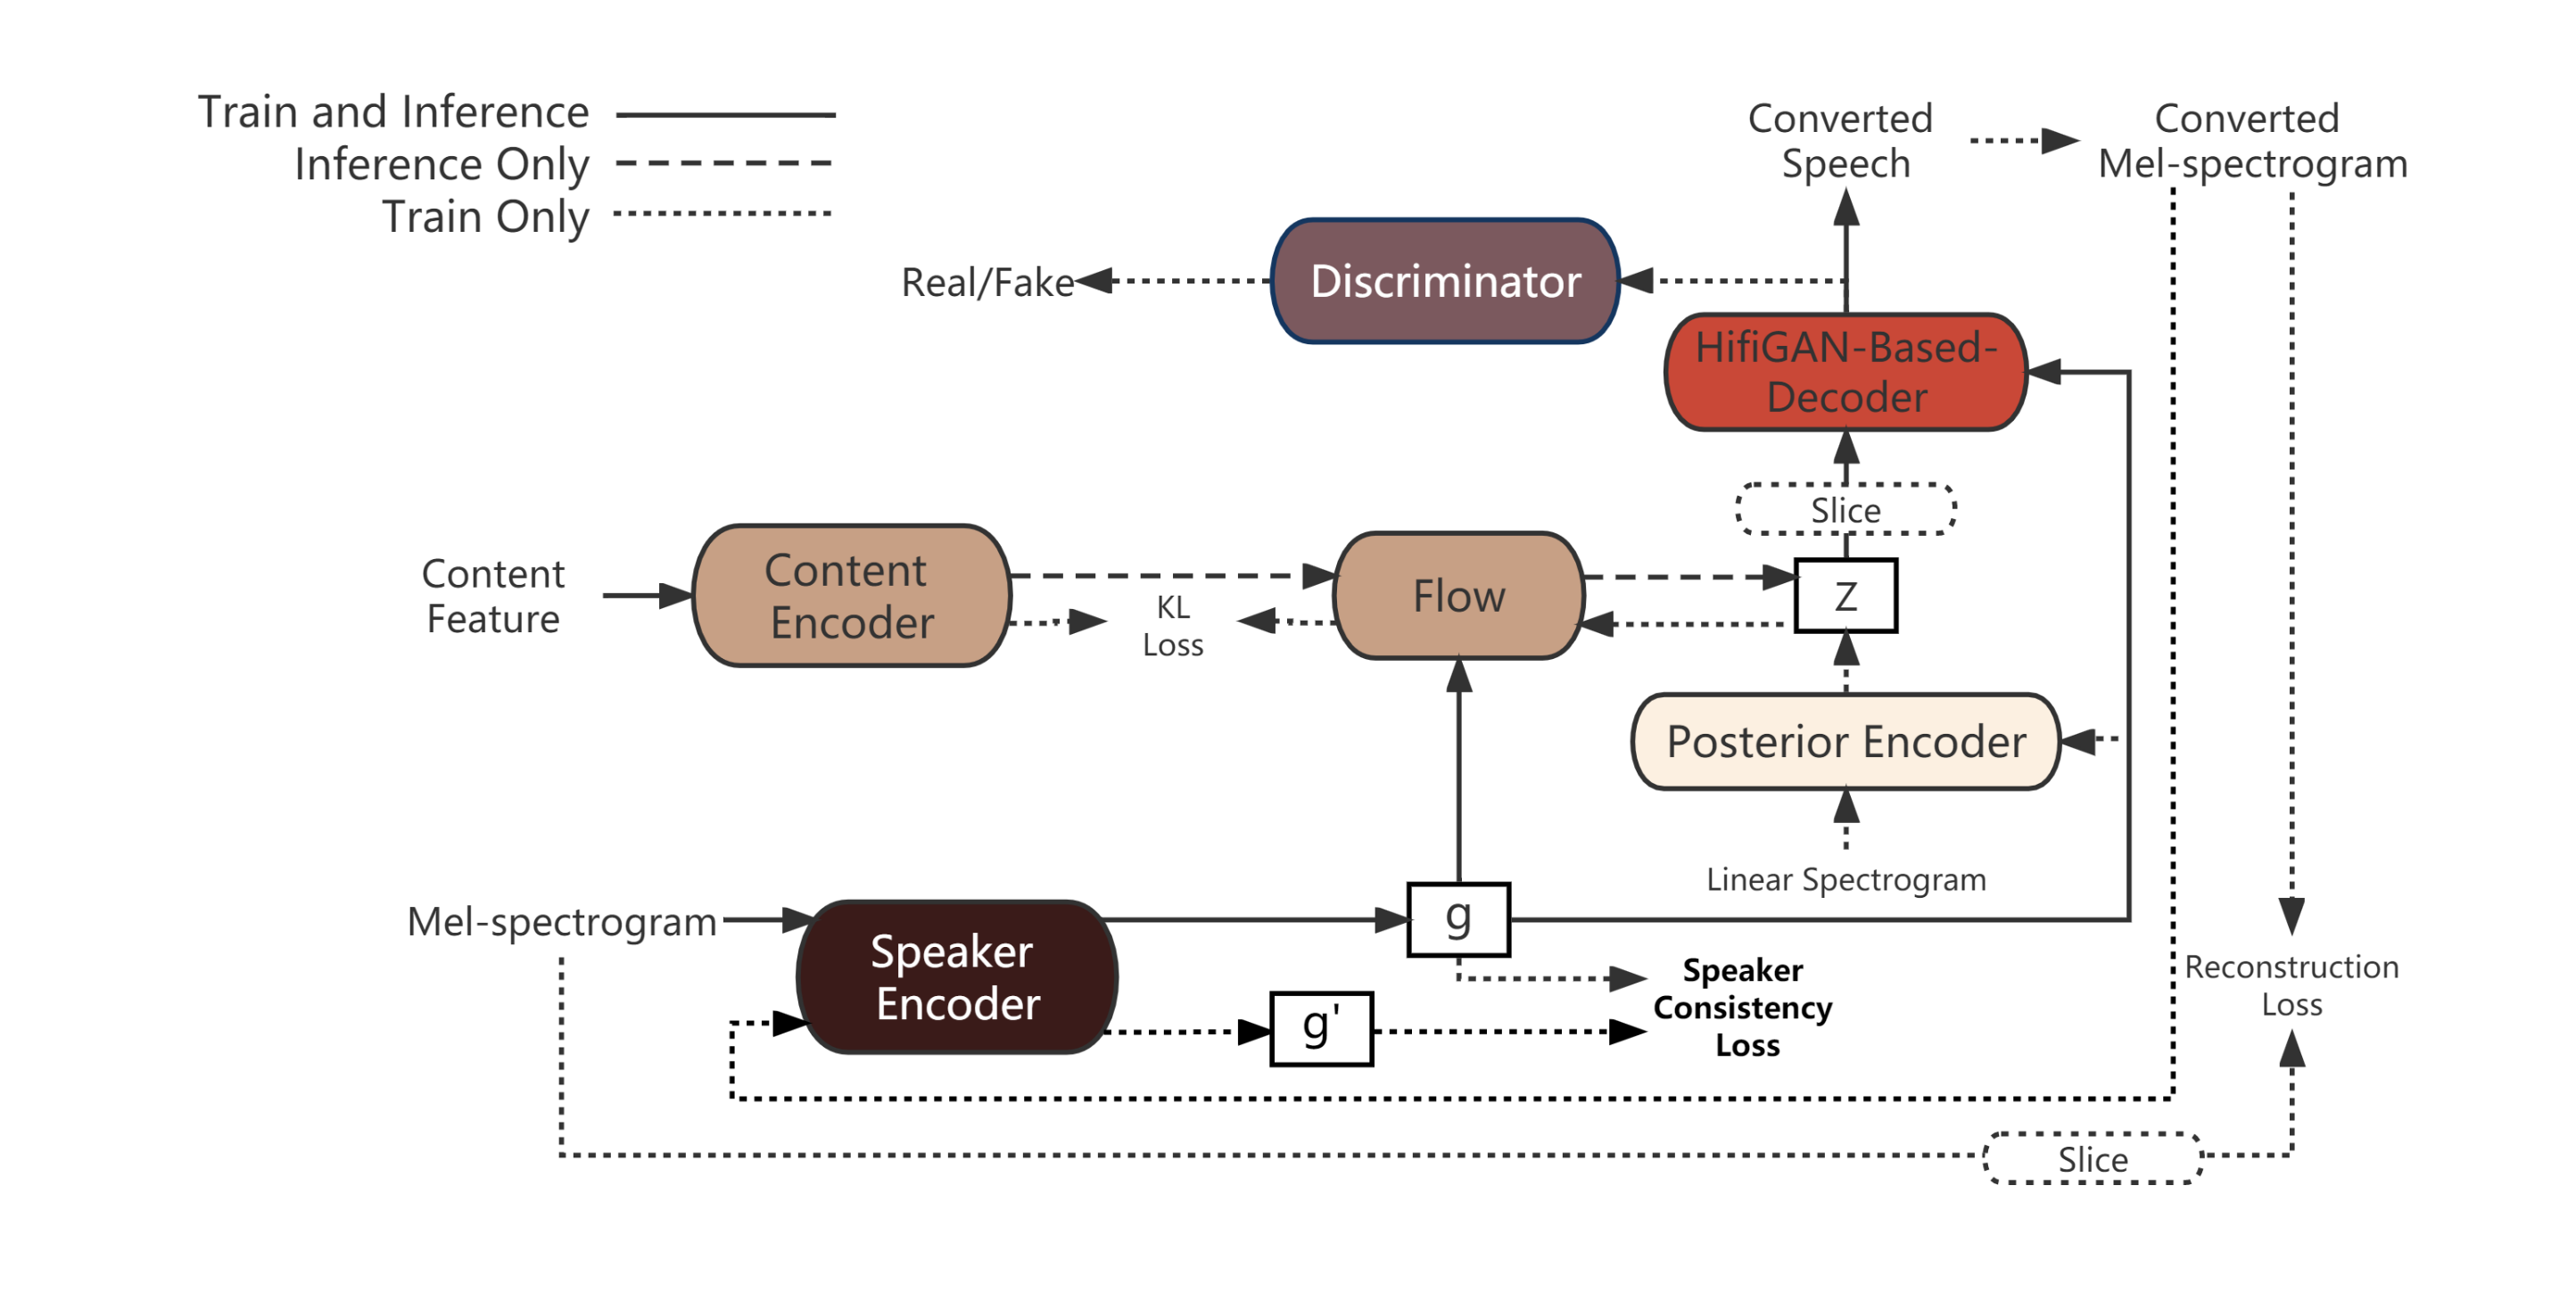 Train and Inference
Inference Only
Train Only
Converted
Speech
Converted
Mel-spectrogram
Real/Fake
Discriminator
HifiGAN-Based-
Decoder
Slice
Content
Feature
Content
Encoder
KL
Loss
Flow
z
Posterior Encoder
Linear Spectrogram
Mel-spectrogram
Speaker
Encoder
g
g'
Speaker
Consistency
Loss
Reconstruction
Loss
Slice